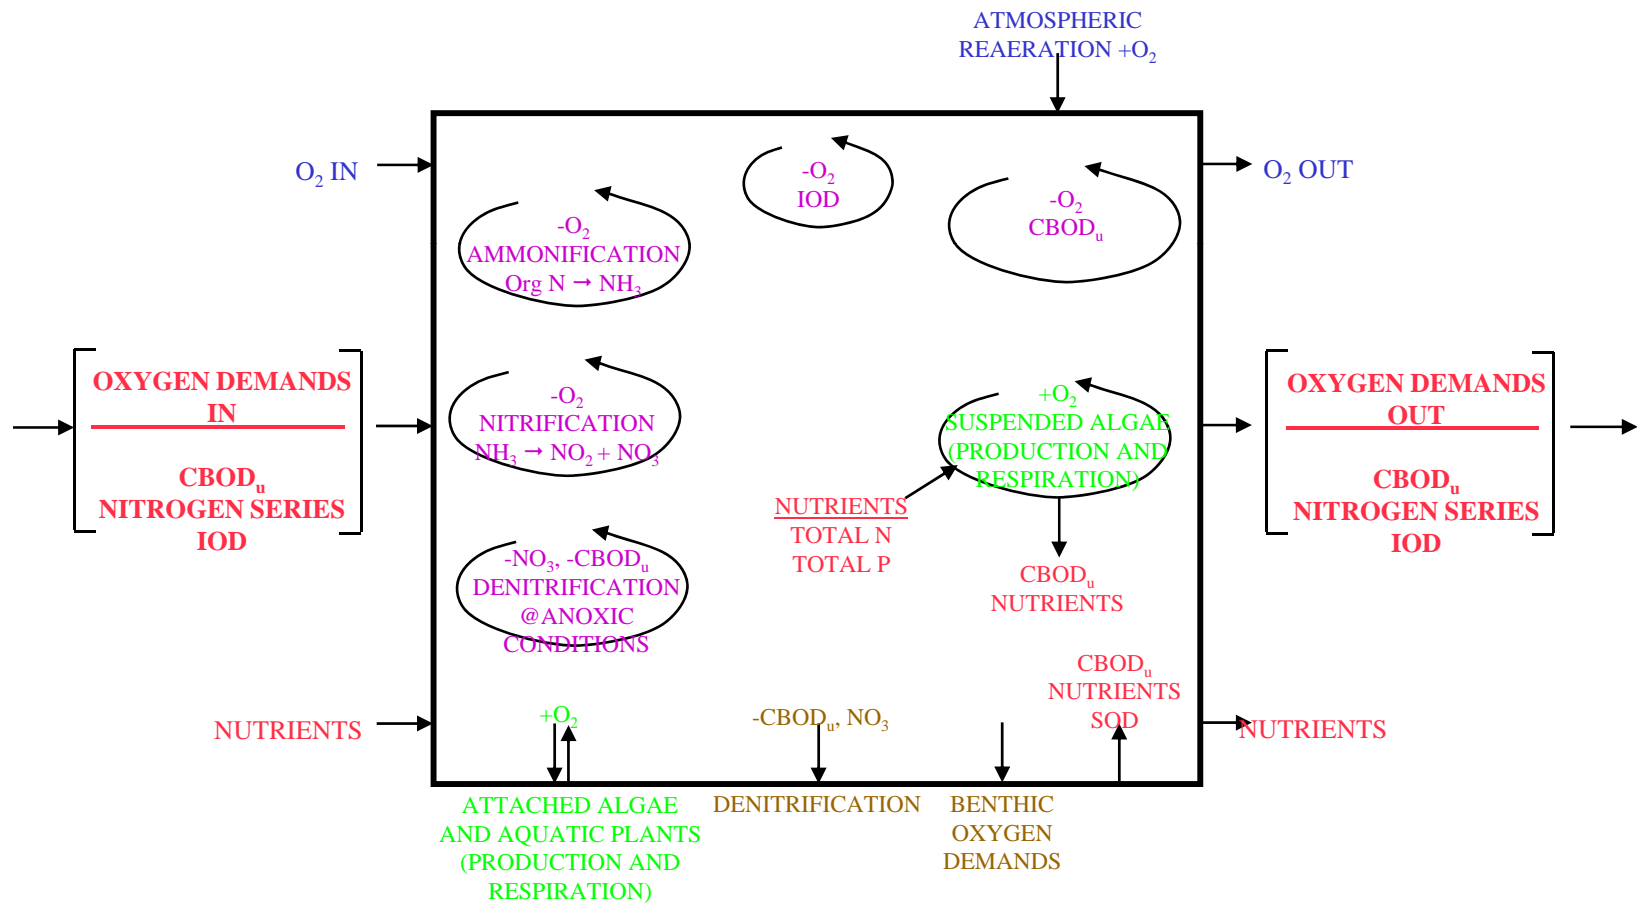 ATMOSPHERIC
REAERATION +O₂
O₂ IN
-O₂
IOD
-O₂
CBODᵤ
O₂ OUT
-O₂
AMMONIFICATION
Org N → NH₃
OXYGEN DEMANDS
IN
CBODᵤ
NITROGEN SERIES
IOD
-O₂
NITRIFICATION
NH₃ → NO₂ + NO₃
+O₂
SUSPENDED ALGAE
(PRODUCTION AND
RESPIRATION)
OXYGEN DEMANDS
OUT
CBODᵤ
NITROGEN SERIES
IOD
NUTRIENTS
TOTAL N
TOTAL P
-NO₃, -CBODᵤ
DENITRIFICATION
@ANOXIC
CONDITIONS
CBODᵤ
NUTRIENTS
CBODᵤ
NUTRIENTS
SOD
NUTRIENTS
+O₂
-CBODᵤ, NO₃
NUTRIENTS
ATTACHED ALGAE
AND AQUATIC PLANTS
(PRODUCTION AND
RESPIRATION)
DENITRIFICATION
BENTHIC
OXYGEN
DEMANDS